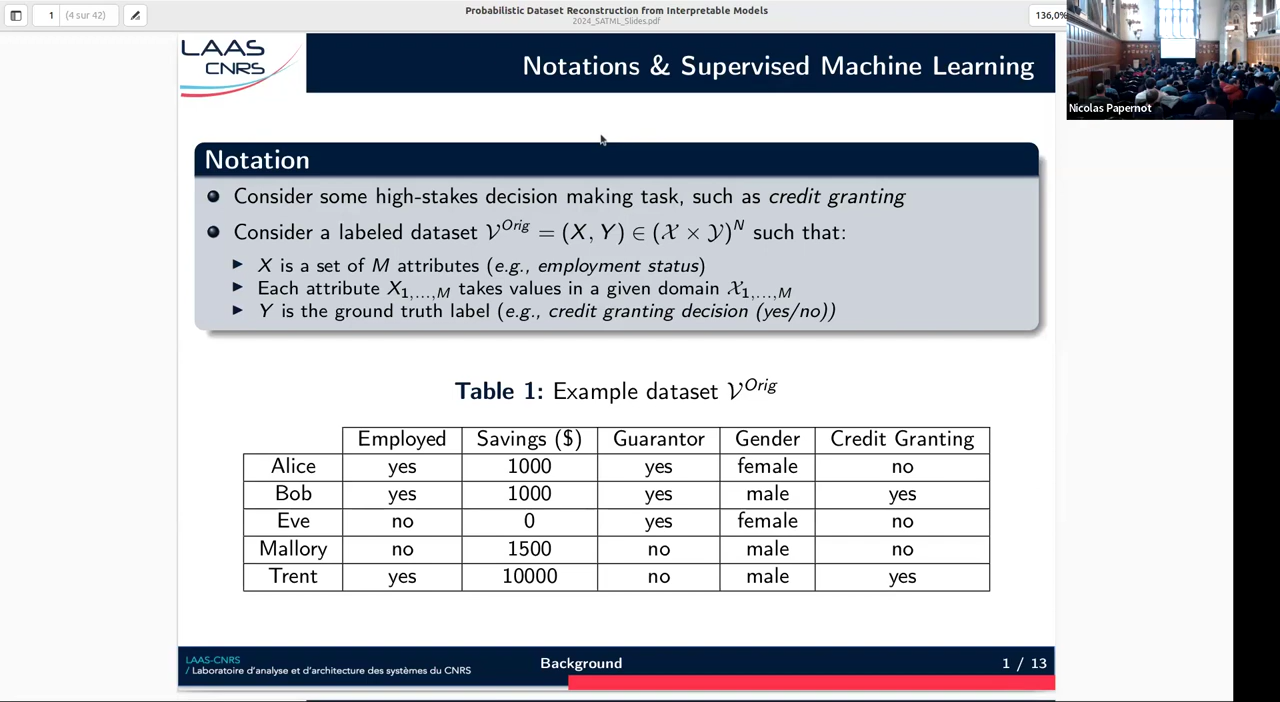 Probabilistic Dataset Reconstruction from Interpretable Models
2024_SATML_Slides.pdf
1 (4 sur 42)
136,0%
Nicolas Papernot
LAAS
CNRS
Notations & Supervised Machine Learning
Notation
Consider some high-stakes decision making task, such as credit granting
Consider a labeled dataset 𝒱^Orig = (X, Y) ∈ (𝒳 × 𝒴)^N such that:
X is a set of M attributes (e.g., employment status)
Each attribute X_1,...,M takes values in a given domain 𝒳_1,...,M
Y is the ground truth label (e.g., credit granting decision (yes/no))
Table 1: Example dataset 𝒱^Orig
Employed Savings ($) Guarantor Gender Credit Granting
Alice yes 1000 yes female no
Bob yes 1000 yes male yes
Eve no 0 yes female no
Mallory no 1500 no male no
Trent yes 10000 no male yes
LAAS-CNRS
/ Laboratoire d'analyse et d'architecture des systèmes du CNRS
Background
1 / 13